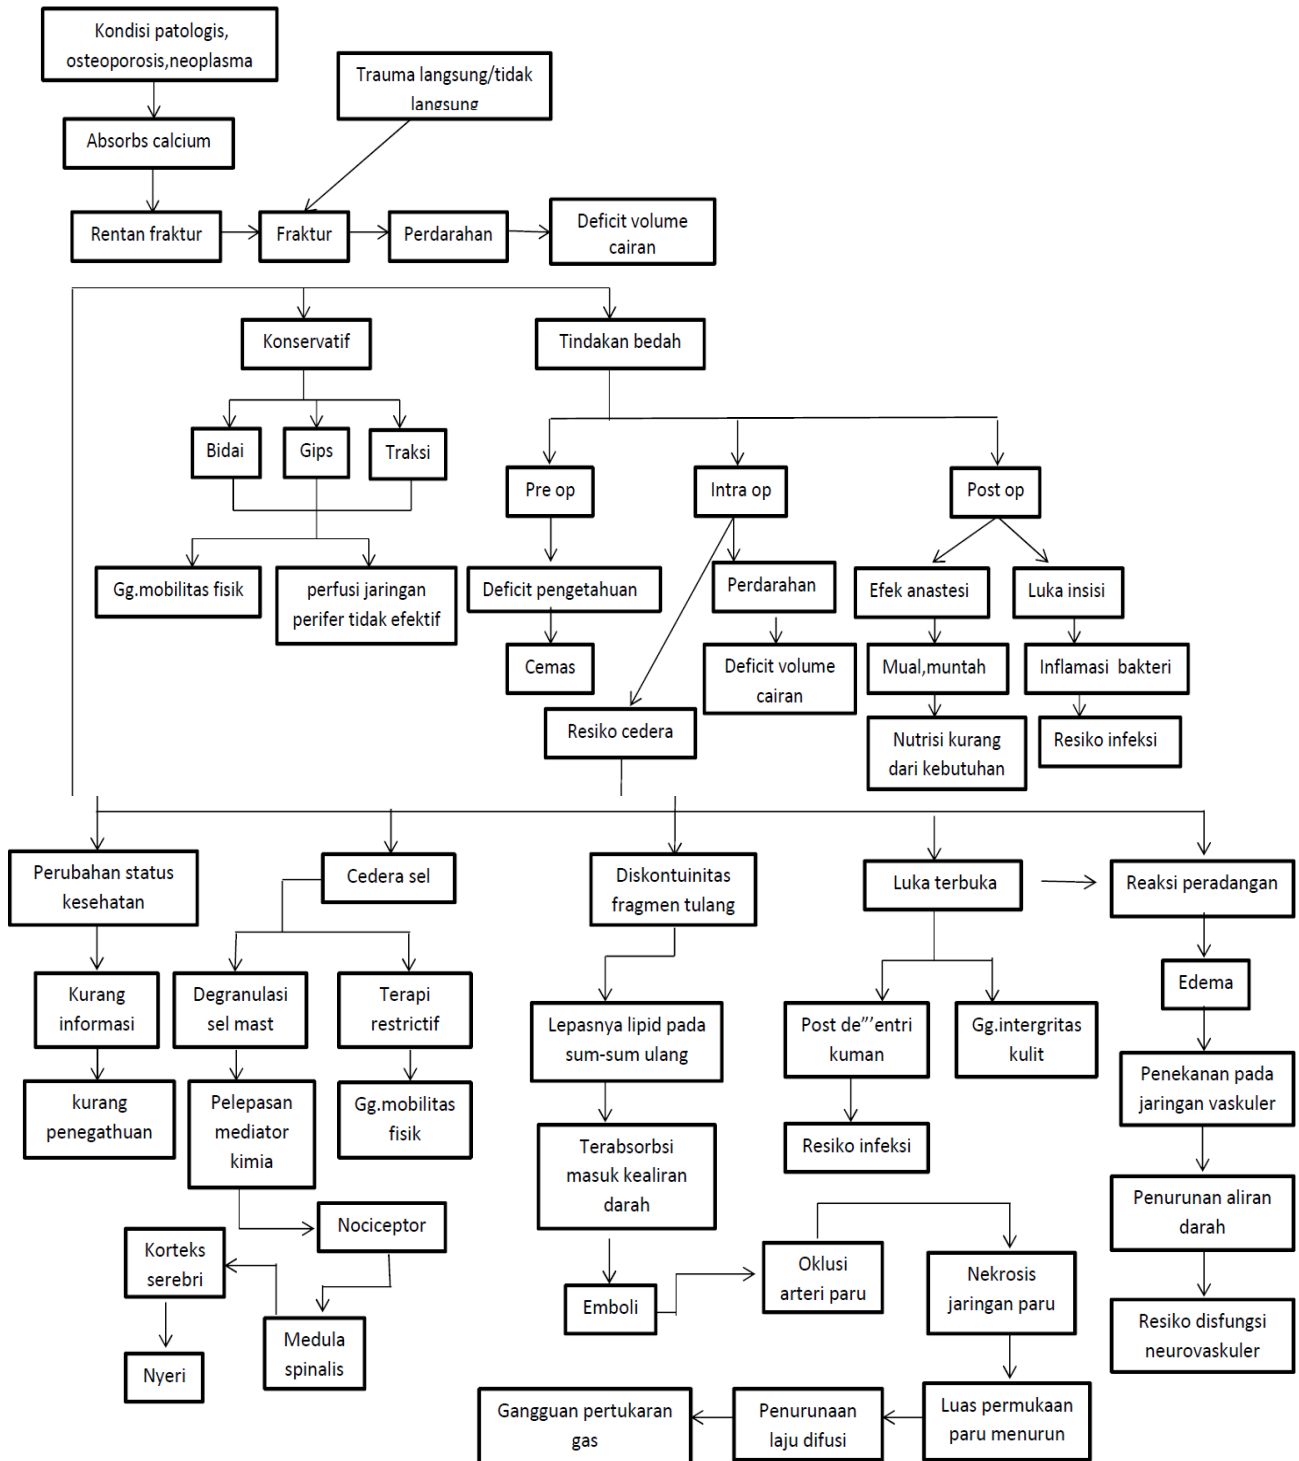 Kondisi patologis,
osteoporosis,neoplasma
Trauma langsung/tidak
langsung
Absorbs calcium
Rentan fraktur
Fraktur
Perdarahan
Deficit volume
cairan
Konservatif
Tindakan bedah
Bidai
Gips
Traksi
Pre op
Intra op
Post op
Gg.mobilitas fisik
perfusi jaringan
perifer tidak efektif
Deficit pengetahuan
Perdarahan
Efek anastesi
Luka insisi
Cemas
Deficit volume
cairan
Mual,muntah
Inflamasi bakteri
Resiko cedera
Nutrisi kurang
dari kebutuhan
Resiko infeksi
Perubahan status
kesehatan
Cedera sel
Diskontuinitas
fragmen tulang
Luka terbuka
Reaksi peradangan
Kurang
informasi
Degranulasi
sel mast
Terapi
restrictif
Lepasnya lipid pada
sum-sum ulang
Post de”’entri
kuman
Gg.intergritas
kulit
Edema
kurang
penegathuan
Pelepasan
mediator
kimia
Gg.mobilitas
fisik
Terabsorbsi
masuk kealiran
darah
Resiko infeksi
Penekanan pada
jaringan vaskuler
Nociceptor
Korteks
serebri
Medula
spinalis
Nyeri
Emboli
Oklusi
arteri paru
Nekrosis
jaringan paru
Penurunan aliran
darah
Resiko disfungsi
neurovaskuler
Gangguan pertukaran
gas
Penurunaan
laju difusi
Luas permukaan
paru menurun